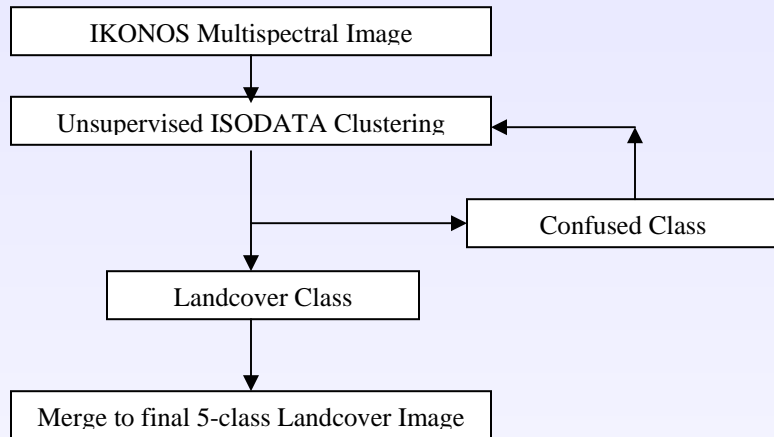 IKONOS Multispectral Image
Unsupervised ISODATA Clustering
Confused Class
Landcover Class
Merge to final 5-class Landcover Image